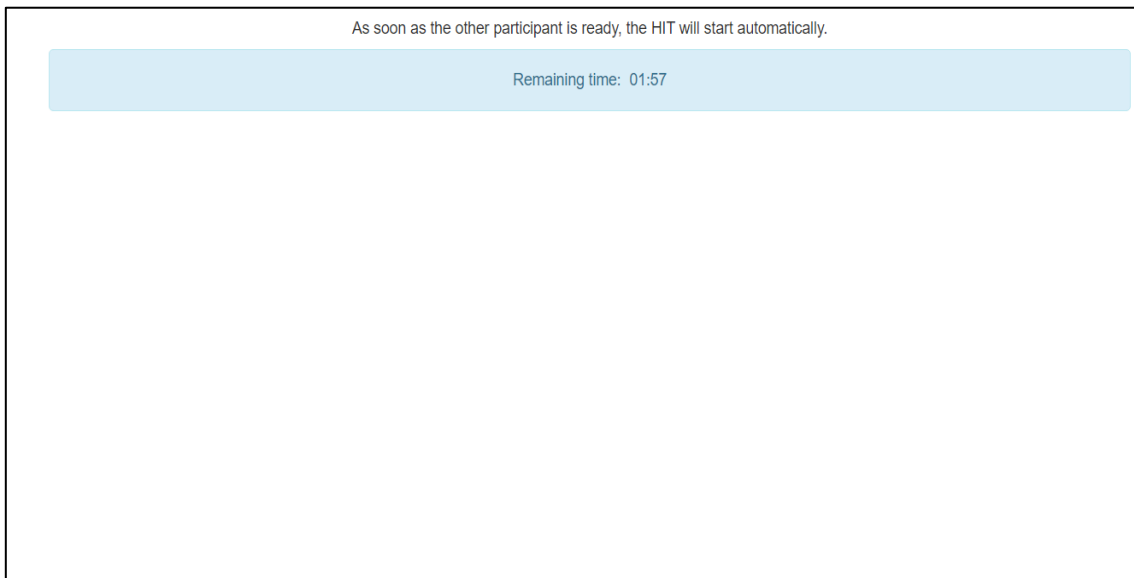 As soon as the other participant is ready, the HIT will start automatically.
Remaining time: 01:57